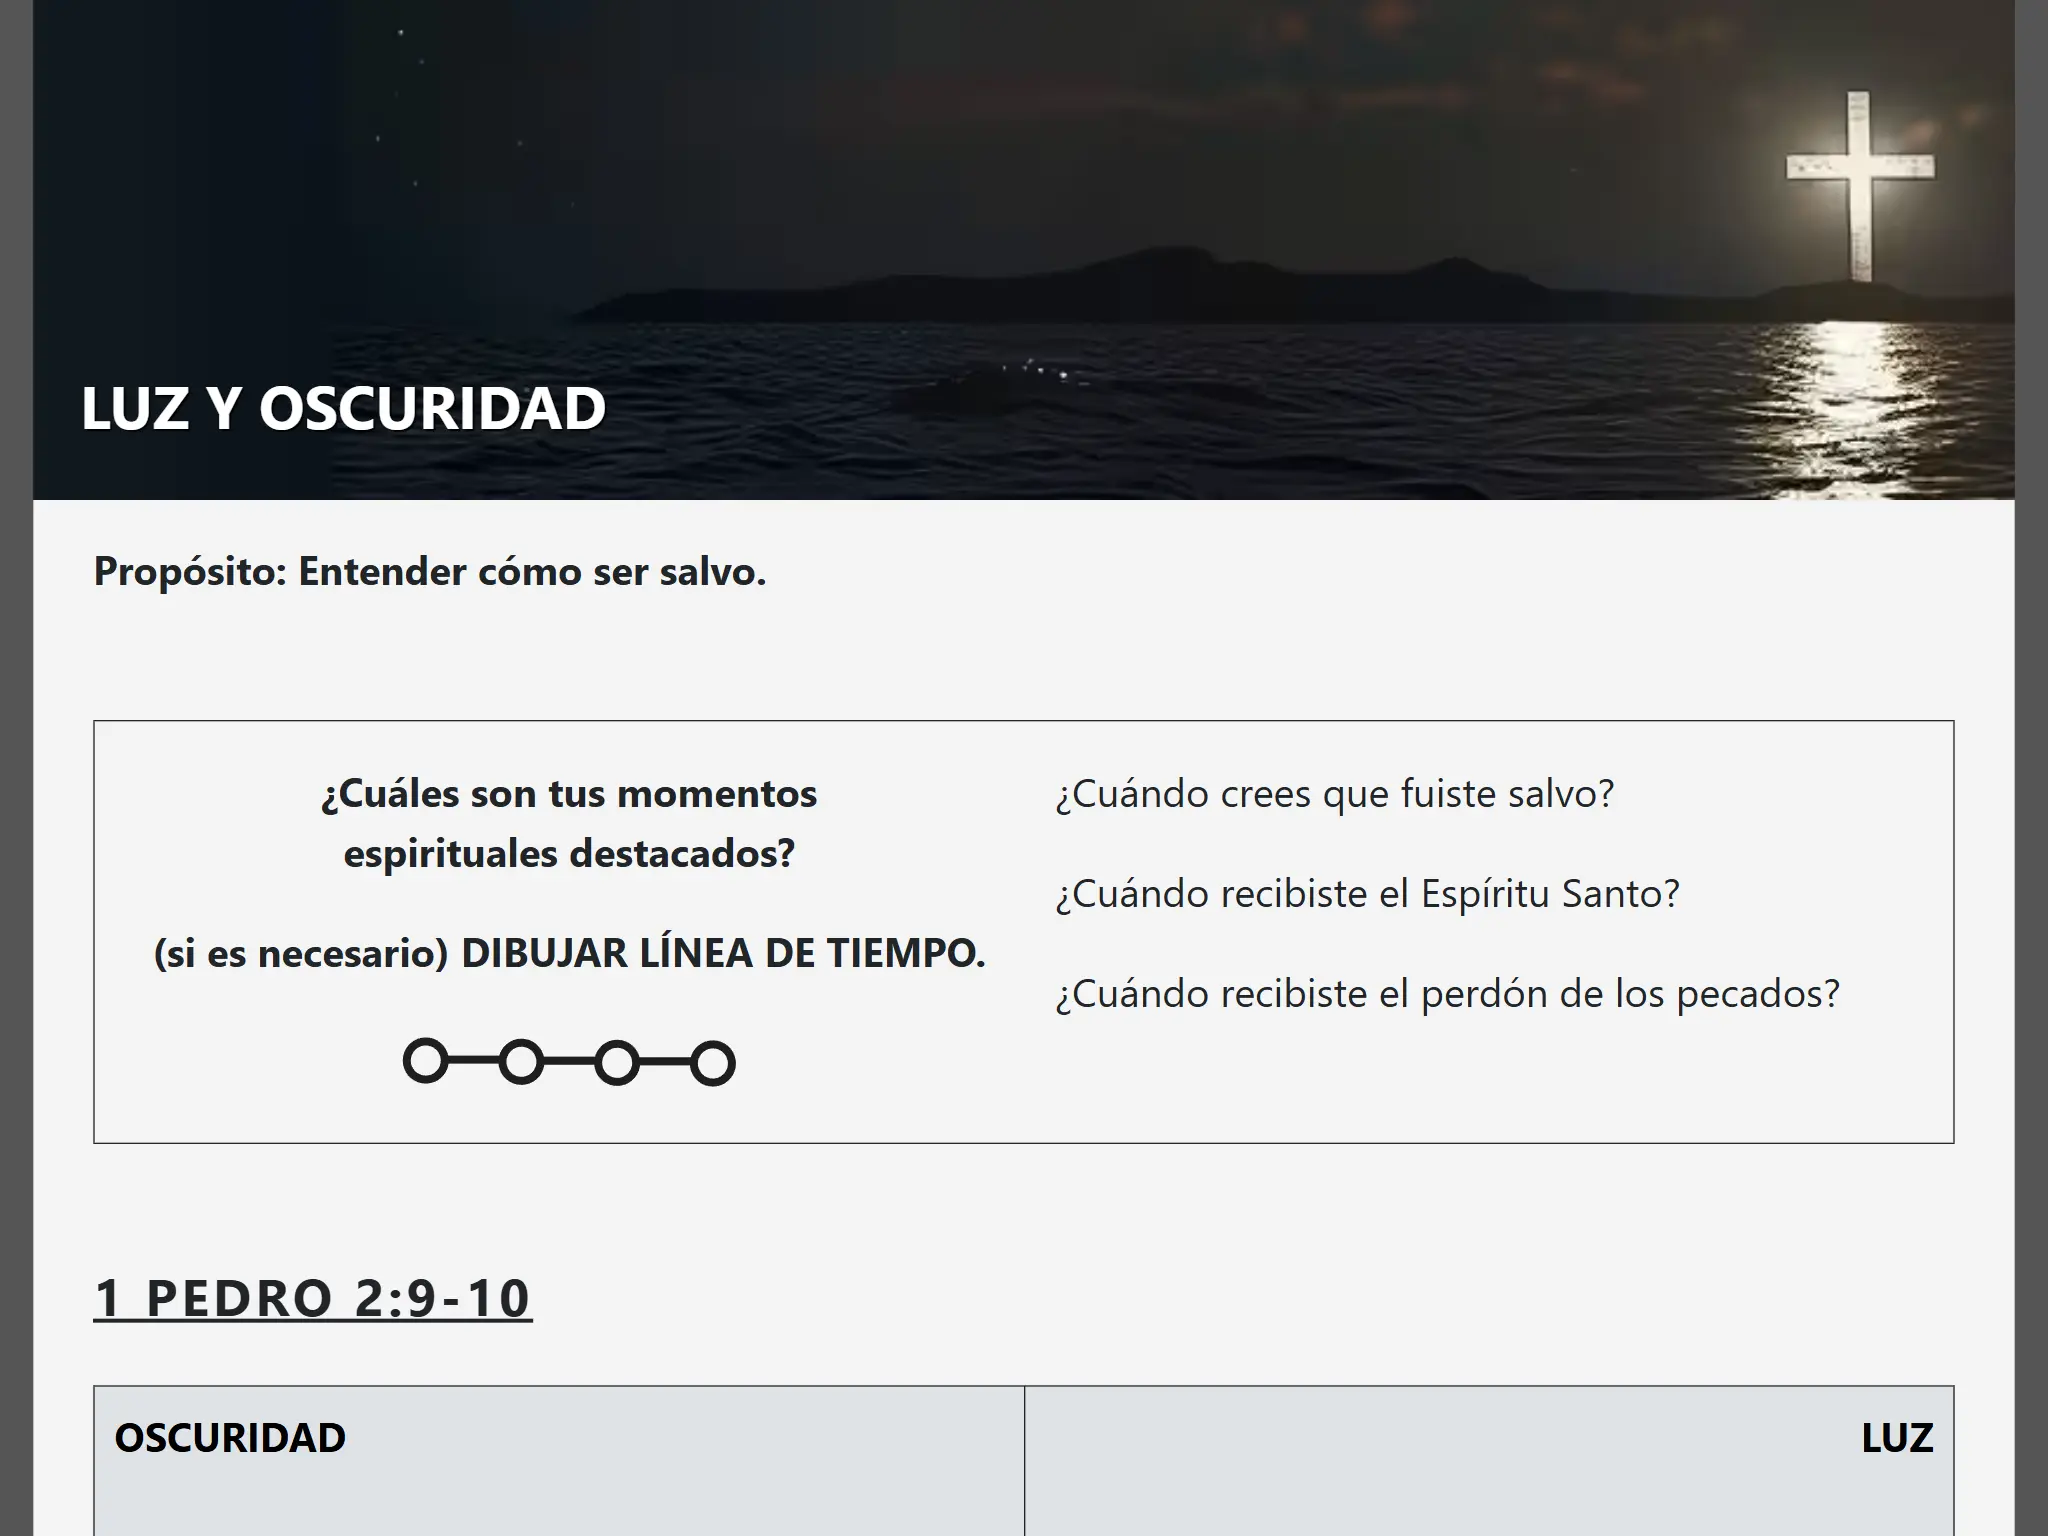 LUZ Y OSCURIDAD
Propósito: Entender cómo ser salvo.
¿Cuáles son tus momentos
espirituales destacados?
(si es necesario) DIBUJAR LÍNEA DE TIEMPO.
¿Cuándo crees que fuiste salvo?
¿Cuándo recibiste el Espíritu Santo?
¿Cuándo recibiste el perdón de los pecados?
1 PEDRO 2:9-10
OSCURIDAD
LUZ